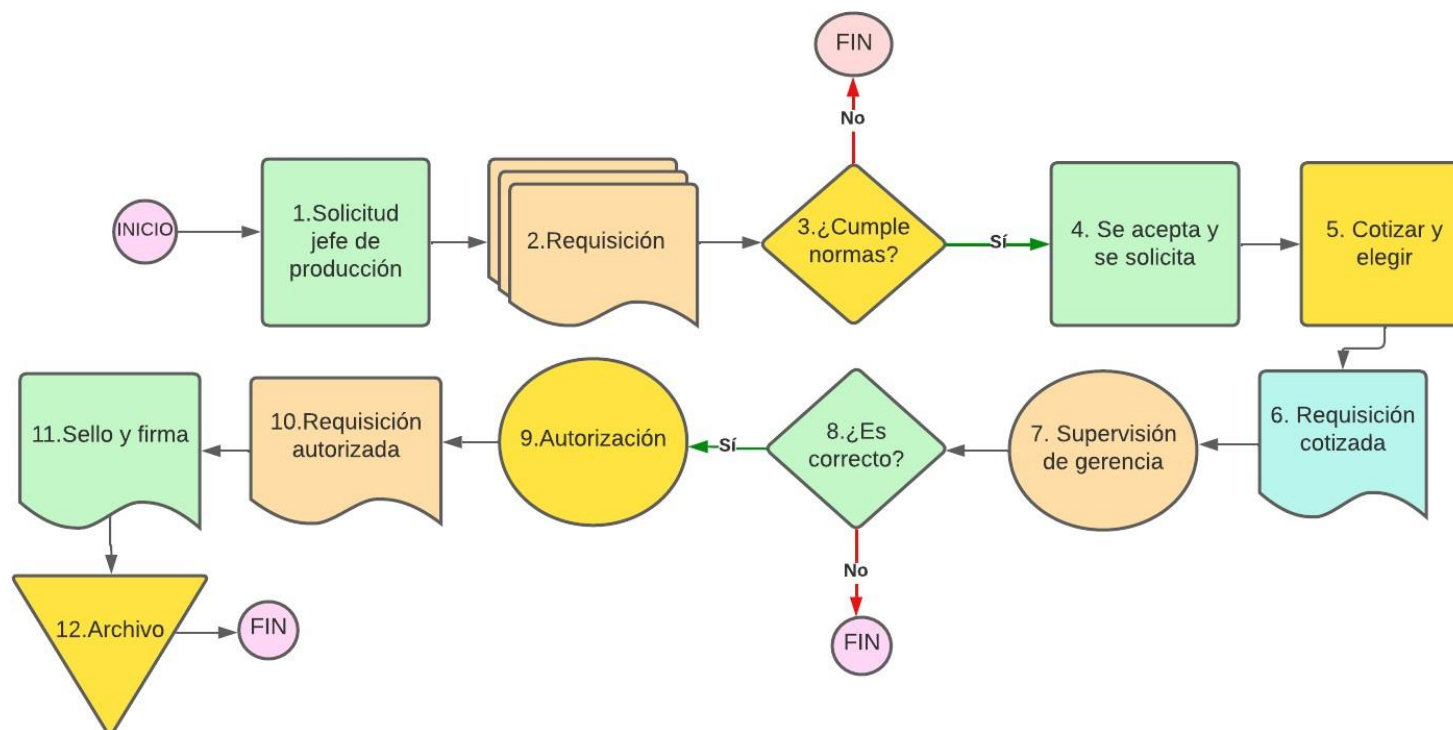 FIN
No
INICIO
1.Solicitud
jefe de
producción
2.Requisición
3.¿Cumple
normas?
Sí
4. Se acepta y
se solicita
5. Cotizar y
elegir
6. Requisición
cotizada
7. Supervisión
de gerencia
8.¿Es
correcto?
Sí
9.Autorización
10.Requisición
autorizada
11.Sello y firma
No
FIN
12.Archivo
FIN